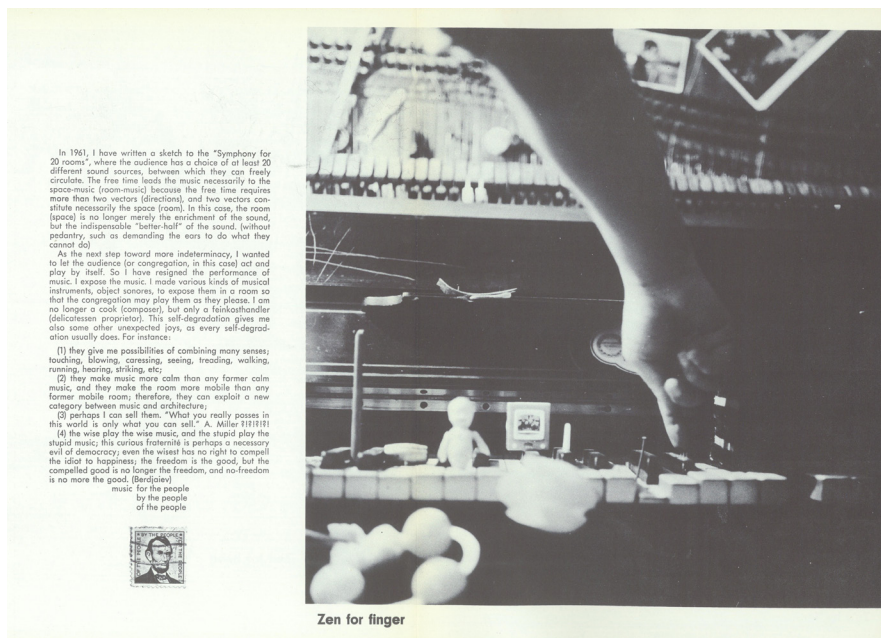 In 1961, I have written a sketch to the "Symphony for
20 rooms", where the audience has a choice of at least 20
different sound sources, between which they can freely
circulate. The free time leads the music necessarily to the
space-music (room-music) because the free time requires
more than two vectors (directions), and two vectors con-
stitute necessarily the space (room). In this case, the room
(space) is no longer merely the enrichment of the sound,
but the indispensable "better-half" of the sound. (without
pedantry, such as demanding the ears to do what they
cannot do)
As the next step toward more indeterminacy, I wanted
to let the audience (or congregation, in this case) act and
play by itself. So I have resigned the performance of
music. I expose the music. I made various kinds of musical
instruments, object sonores, to expose them in a room so
that the congregation may play them as they please. I am
no longer a cook (composer), but only a feinkosthandler
(delicatessen proprietor). This self-degradation gives me
also some other unexpected joys, as every self-degrad-
ation usually does. For instance:
(1) they give me possibilities of combining many senses;
touching, blowing, caressing, seeing, treading, walking,
running, hearing, striking, etc;
(2) they make music more calm than any former calm
music, and they make the room more mobile than any
former mobile room; therefore, they can exploit a new
category between music and architecture;
(3) perhaps I can sell them. "What you really posses in
this world is only what you can sell." A. Miller ?!?!?!?!
(4) the wise play the wise music, and the stupid play the
stupid music; this curious fraternité is perhaps a necessary
evil of democracy; even the wisest has no right to compell
the idiot to happiness; the freedom is the good, but the
compelled good is no longer the freedom, and no-freedom
is no more the good. (Berdjaiev)
music for the people
by the people
of the people
OF THE PEOPLE ★ BY THE PEOPLE ★ FOR THE PEOPLE
Zen for finger